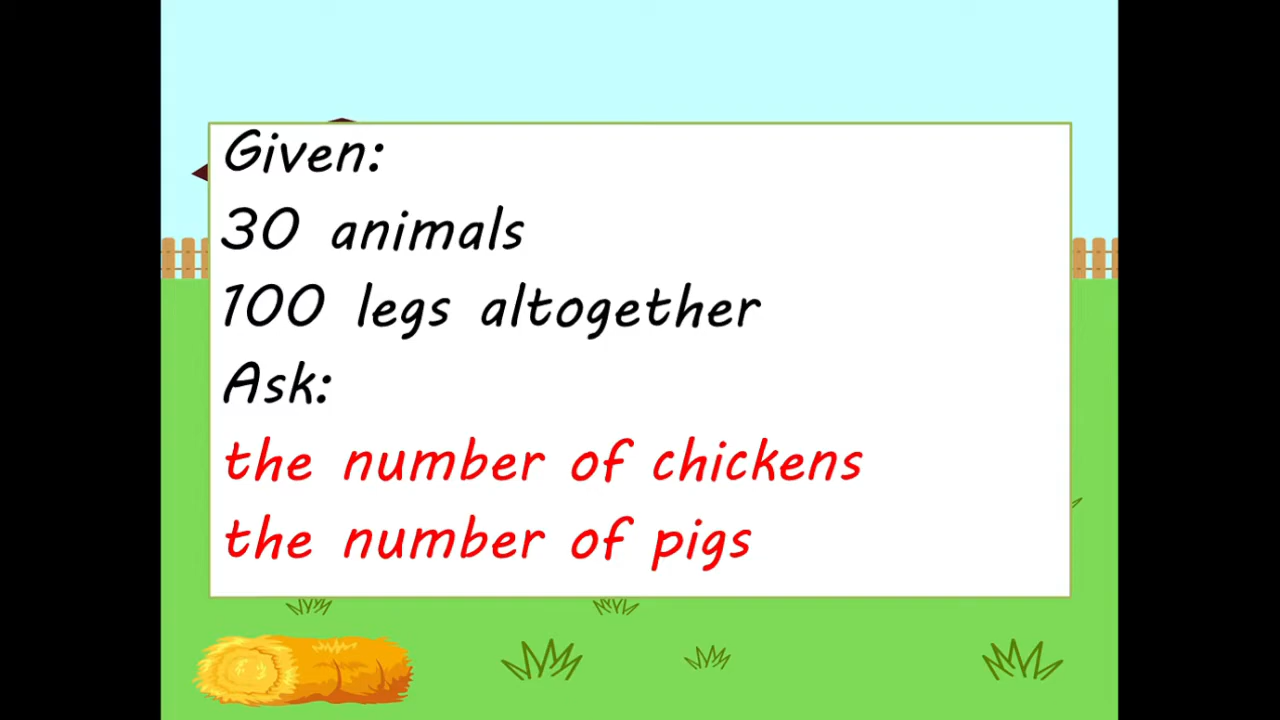 Given:
30 animals
100 legs altogether
Ask:
the number of chickens
the number of pigs